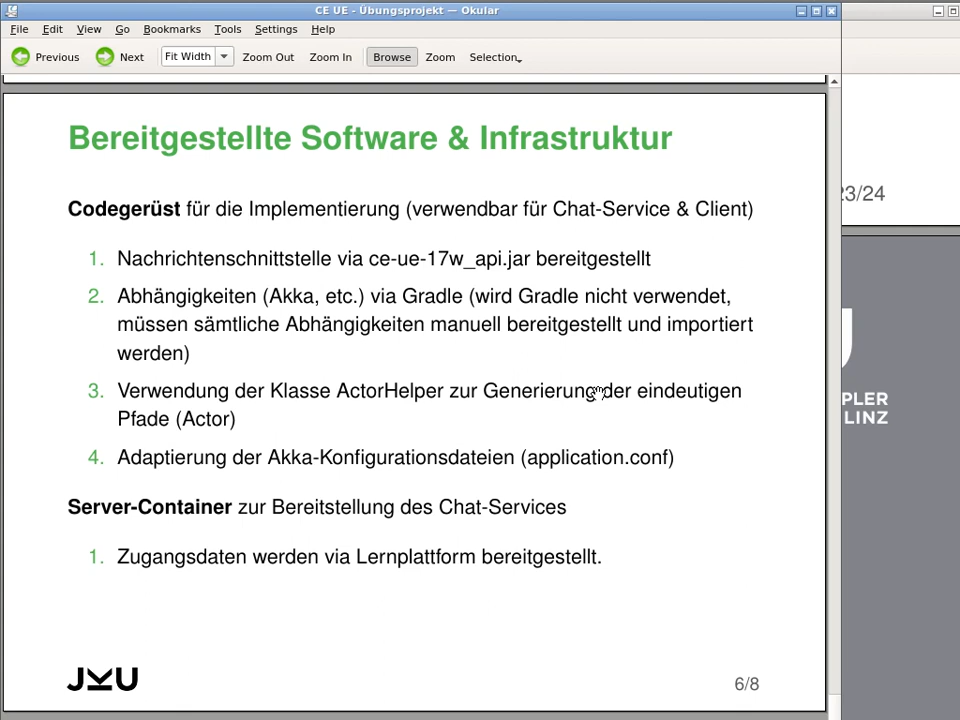 CE UE - Übungsprojekt — Okular
File Edit View Go Bookmarks Tools Settings Help
Previous Next Fit Width Zoom Out Zoom In Browse Zoom Selection
Bereitgestellte Software & Infrastruktur
Codegerüst für die Implementierung (verwendbar für Chat-Service & Client)
1. Nachrichtenschnittstelle via ce-ue-17w_api.jar bereitgestellt
2. Abhängigkeiten (Akka, etc.) via Gradle (wird Gradle nicht verwendet,
müssen sämtliche Abhängigkeiten manuell bereitgestellt und importiert
werden)
3. Verwendung der Klasse ActorHelper zur Generierung der eindeutigen
Pfade (Actor)
4. Adaptierung der Akka-Konfigurationsdateien (application.conf)
Server-Container zur Bereitstellung des Chat-Services
1. Zugangsdaten werden via Lernplattform bereitgestellt.
JKU
6/8
23/24
PLER
LINZ